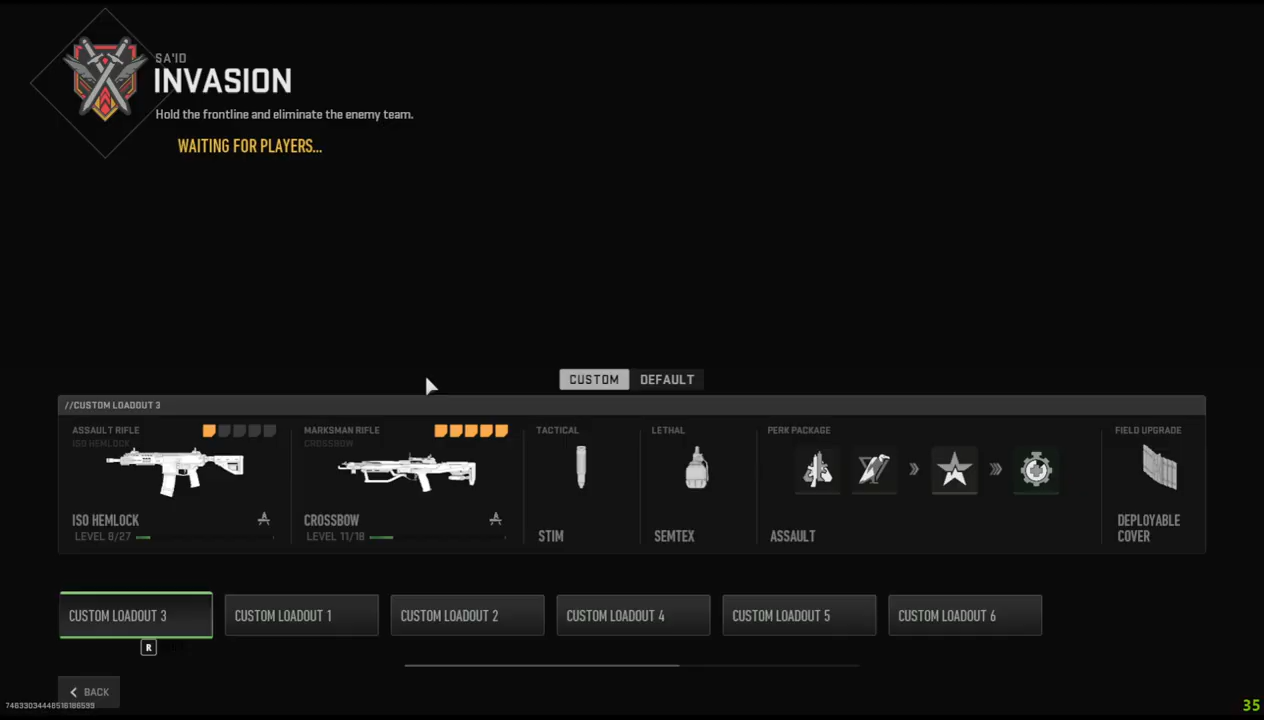 SA'ID
INVASION
Hold the frontline and eliminate the enemy team.
WAITING FOR PLAYERS...
CUSTOM DEFAULT
//CUSTOM LOADOUT 3
ASSAULT RIFLE
ISO HEMLOCK
ISO HEMLOCK
LEVEL 8/27
MARKSMAN RIFLE
CROSSBOW
CROSSBOW
LEVEL 11/18
TACTICAL
STIM
LETHAL
SEMTEX
PERK PACKAGE
ASSAULT
FIELD UPGRADE
DEPLOYABLE
COVER
CUSTOM LOADOUT 3 CUSTOM LOADOUT 1 CUSTOM LOADOUT 2 CUSTOM LOADOUT 4 CUSTOM LOADOUT 5 CUSTOM LOADOUT 6
R
BACK
35